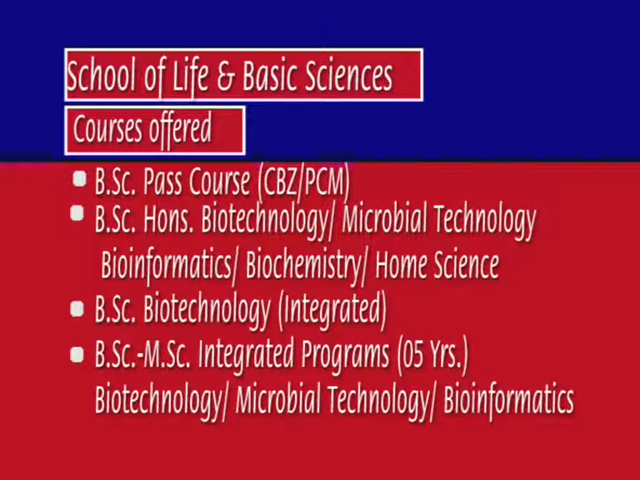 School of Life & Basic Sciences
Courses offered
B.Sc. Pass Course (CBZ/PCM)
B.Sc. Hons. Biotechnology/ Microbial Technology
Bioinformatics/ Biochemistry/ Home Science
B.Sc. Biotechnology (Integrated)
B.Sc.-M.Sc. Integrated Programs (05 Yrs.)
Biotechnology/ Microbial Technology/ Bioinformatics